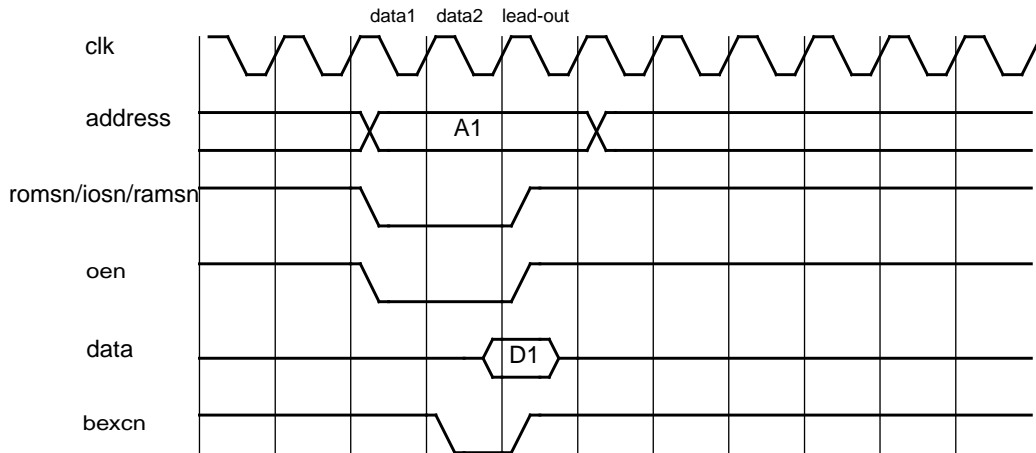 data1 data2 lead-out
clk
address
A1
romsn/iosn/ramsn
oen
data
D1
bexcn